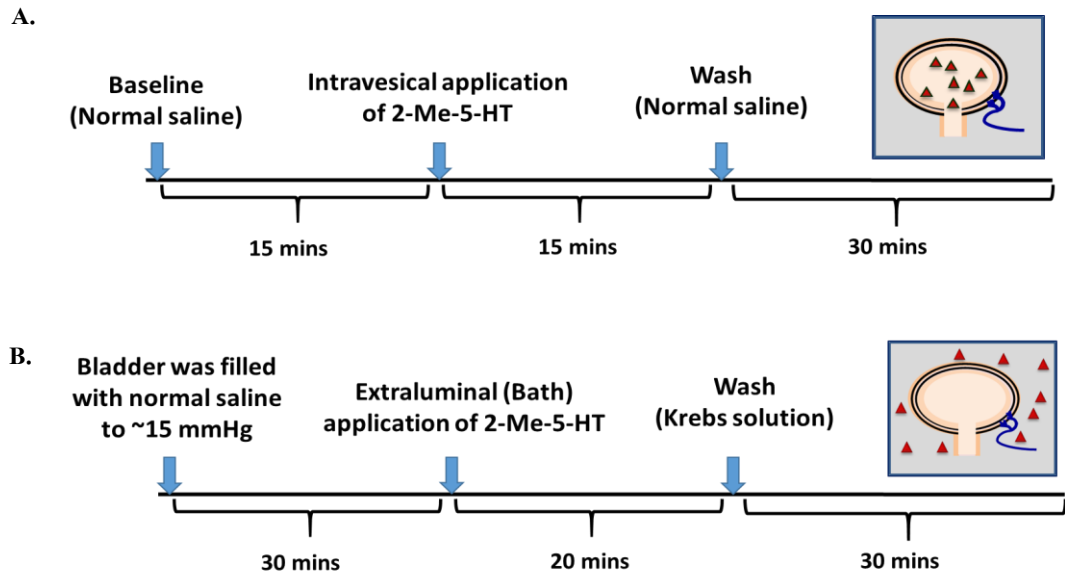 A.
Baseline
(Normal saline)
Intravesical application
of 2-Me-5-HT
Wash
(Normal saline)
15 mins
15 mins
30 mins
B.
Bladder was filled
with normal saline
to ~15 mmHg
Extraluminal (Bath)
application of 2-Me-5-HT
Wash
(Krebs solution)
30 mins
20 mins
30 mins